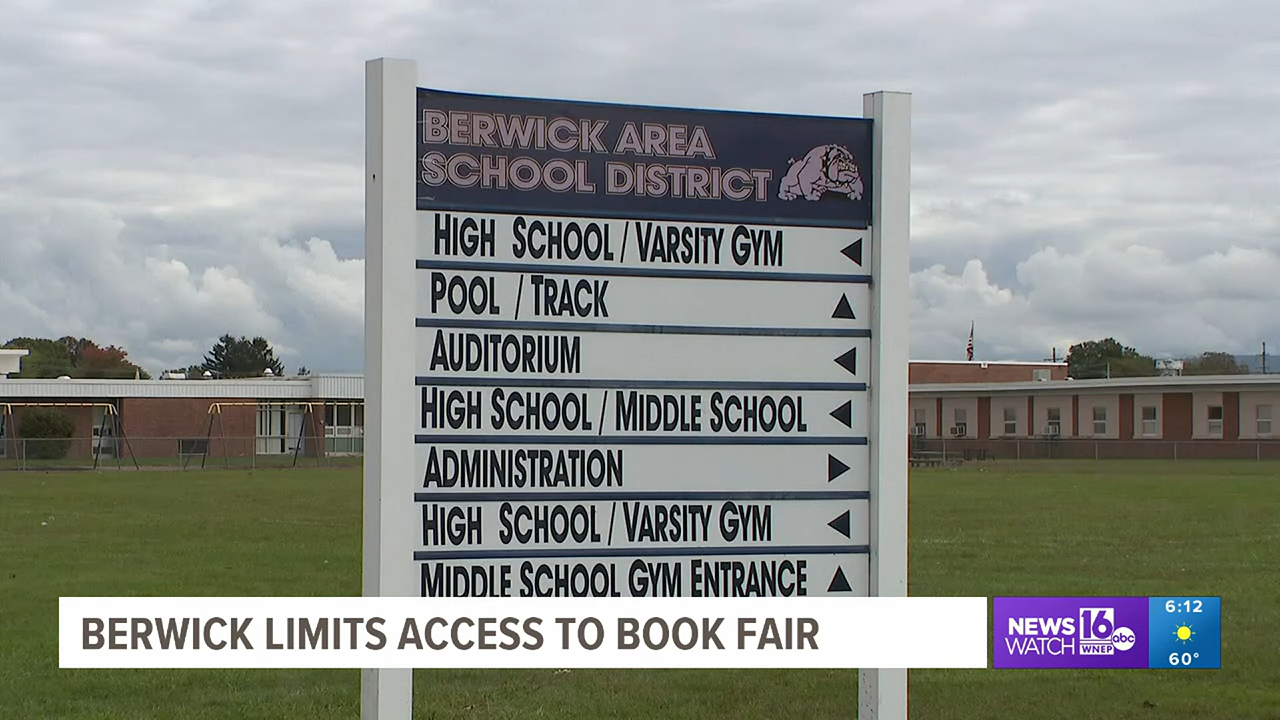 BERWICK AREA
SCHOOL DISTRICT
HIGH SCHOOL / VARSITY GYM
POOL / TRACK
AUDITORIUM
HIGH SCHOOL / MIDDLE SCHOOL
ADMINISTRATION
HIGH SCHOOL / VARSITY GYM
MIDDLE SCHOOL GYM ENTRANCE
BERWICK LIMITS ACCESS TO BOOK FAIR
NEWS 16 abc
WATCH WNEP
6:12
60°